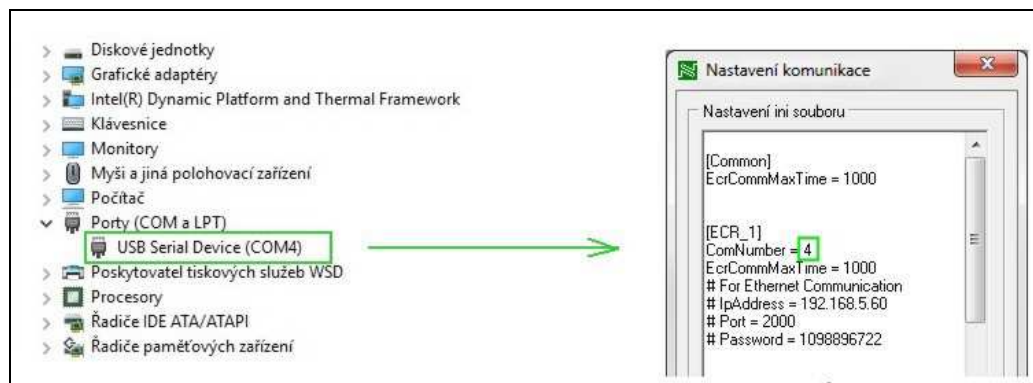 Diskové jednotky
Grafické adaptéry
Intel(R) Dynamic Platform and Thermal Framework
Klávesnice
Monitory
Myši a jiná polohovací zařízení
Počítač
Porty (COM a LPT)
USB Serial Device (COM4)
Poskytovatel tiskových služeb WSD
Procesory
Řadiče IDE ATA/ATAPI
Řadiče paměťových zařízení
Nastavení komunikace
Nastavení ini souboru
[Common]
EcrCommMaxTime = 1000
[ECR_1]
ComNumber = 4
EcrCommMaxTime = 1000
# For Ethernet Communication
# IpAddress = 192.168.5.60
# Port = 2000
# Password = 1098896722